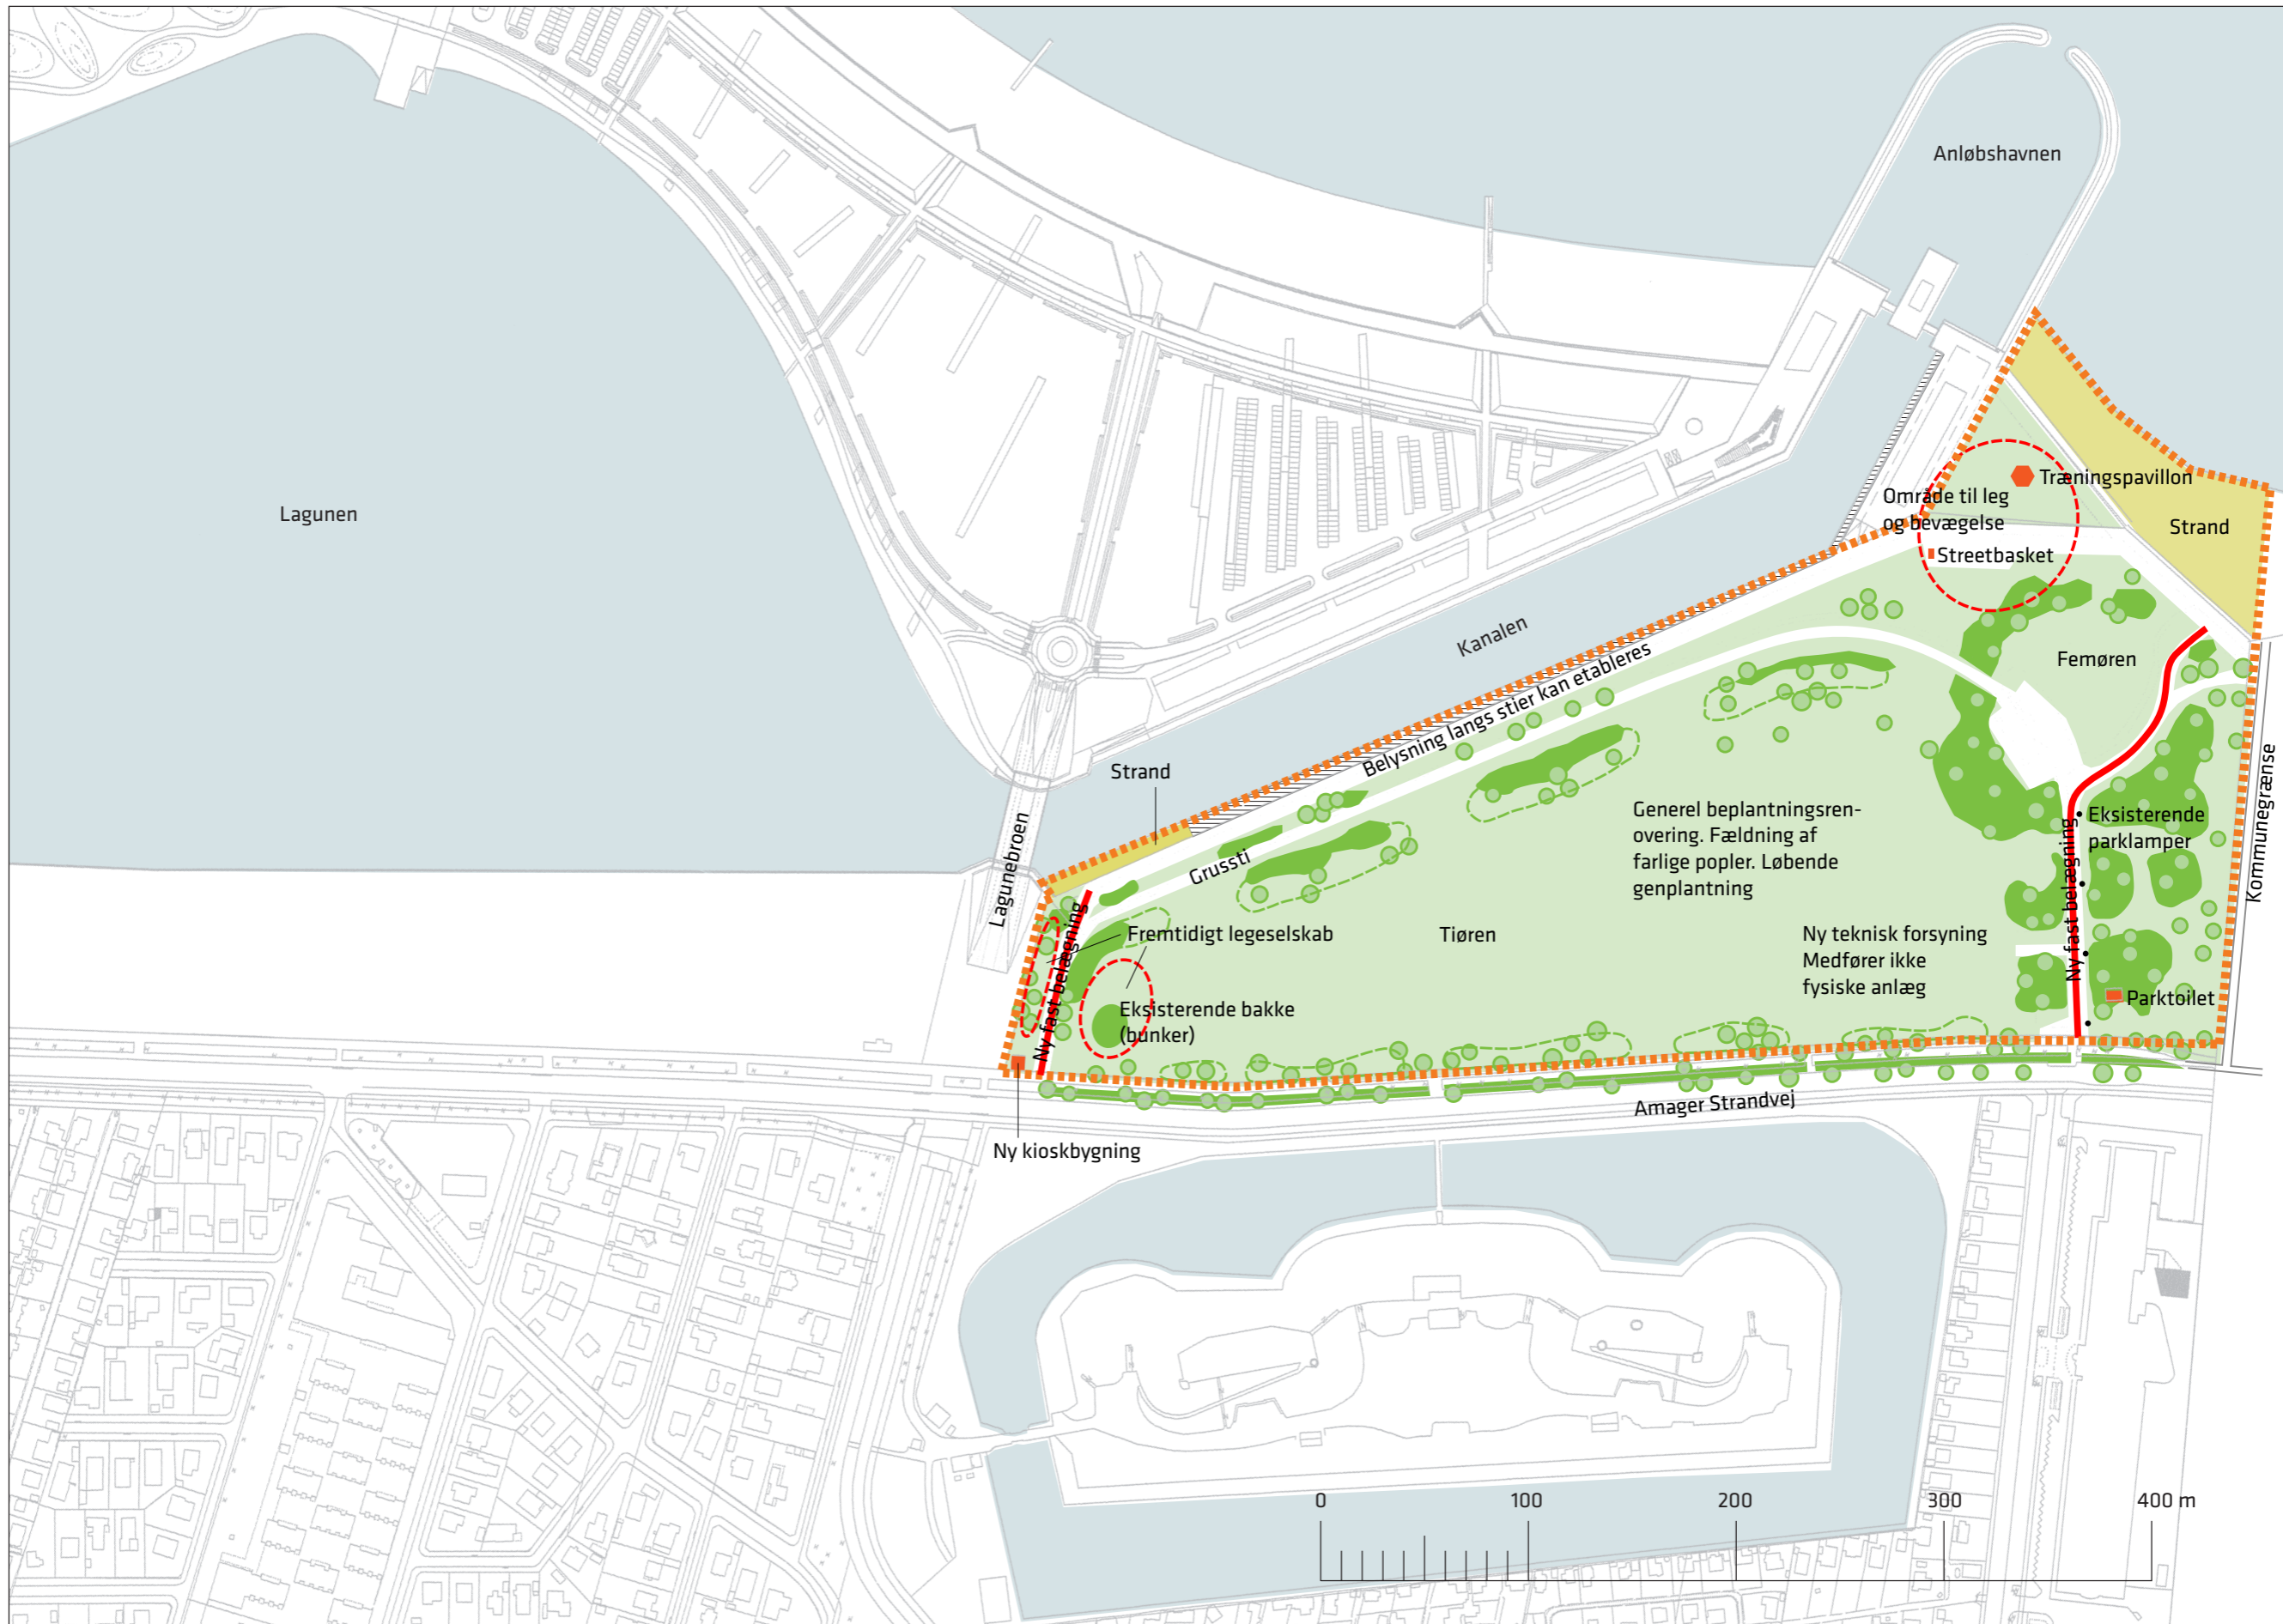 Anløbshavnen
Træningspavillon
Område til leg
og bevægelse
Strand
Streetbasket
Lagunen
Kanalen
Femøren
Belysning langs stier kan etableres
Strand
Kommunegrænse
Generel beplantningsren-
overing. Fældning af
farlige popler. Løbende
genplantning
Eksisterende
parklamper
Lagunebroen
Grussti
Ny fast belægning
Ny fast belægning
Fremtidigt legeselskab
Tiøren
Ny teknisk forsyning
Medfører ikke
fysiske anlæg
Eksisterende bakke
(bunker)
Parktoilet
Amager Strandvej
Ny kioskbygning
0 100 200 300 400 m